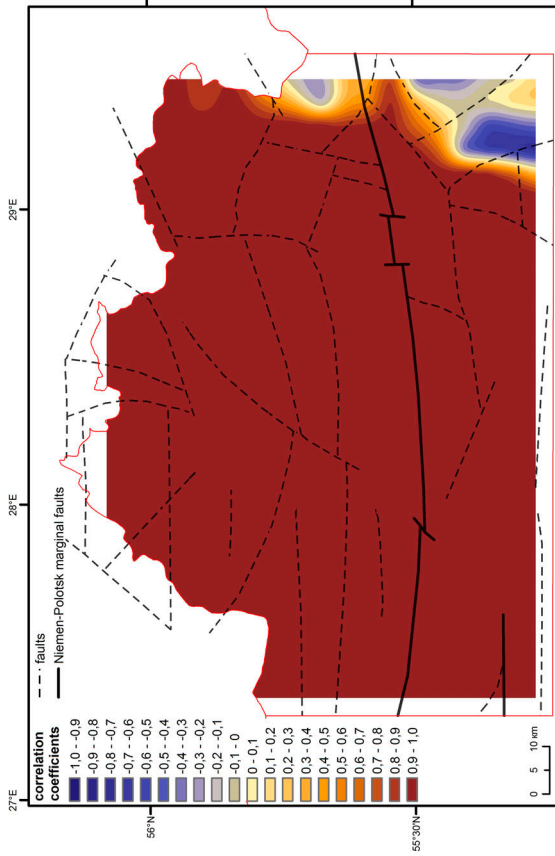 27°E
28°E
29°E
56°N
55°30'N
faults
Niemen-Polotsk marginal faults
correlation
coefficients
-1,0 - -0,9
-0,9 - -0,8
-0,8 - -0,7
-0,7 - -0,6
-0,6 - -0,5
-0,5 - -0,4
-0,4 - -0,3
-0,3 - -0,2
-0,2 - -0,1
-0,1 - 0
0 - 0,1
0,1 - 0,2
0,2 - 0,3
0,3 - 0,4
0,4 - 0,5
0,5 - 0,6
0,6 - 0,7
0,7 - 0,8
0,8 - 0,9
0,9 - 1,0
0 5 10 км